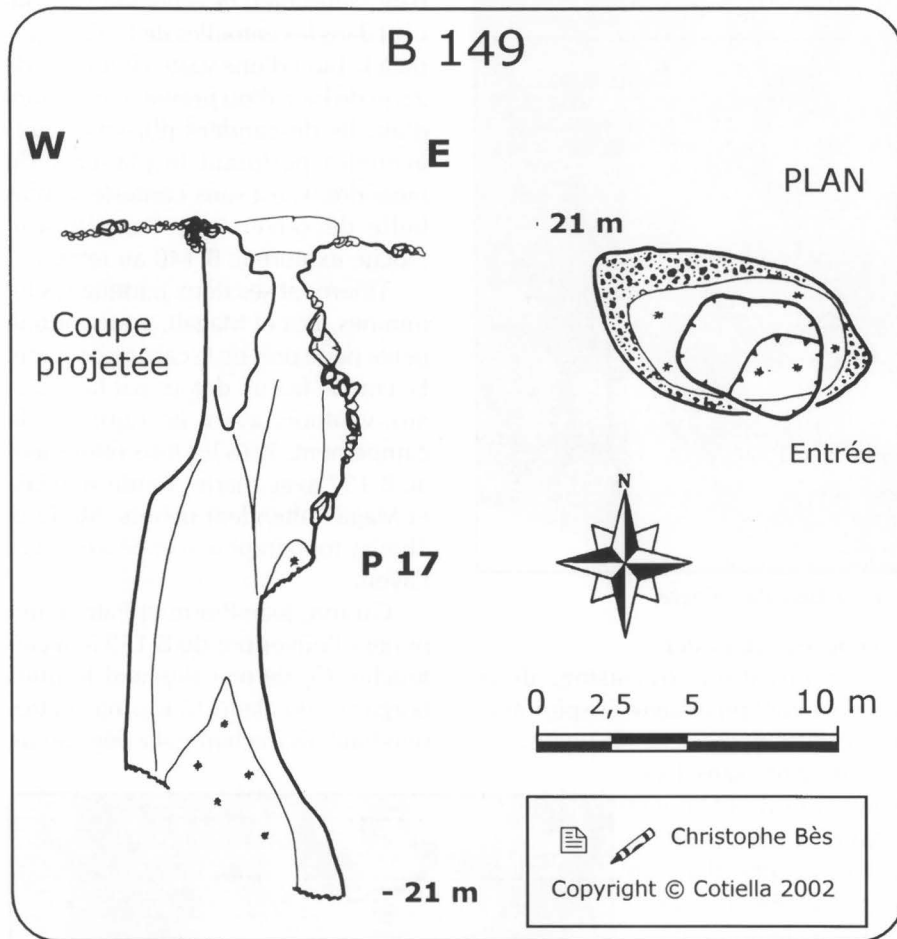 B 149
W
E
PLAN
21 m
Coupe
projetée
Entrée
N
P 17
0 2,5 5 10 m
Christophe Bès
Copyright © Cotiella 2002
- 21 m